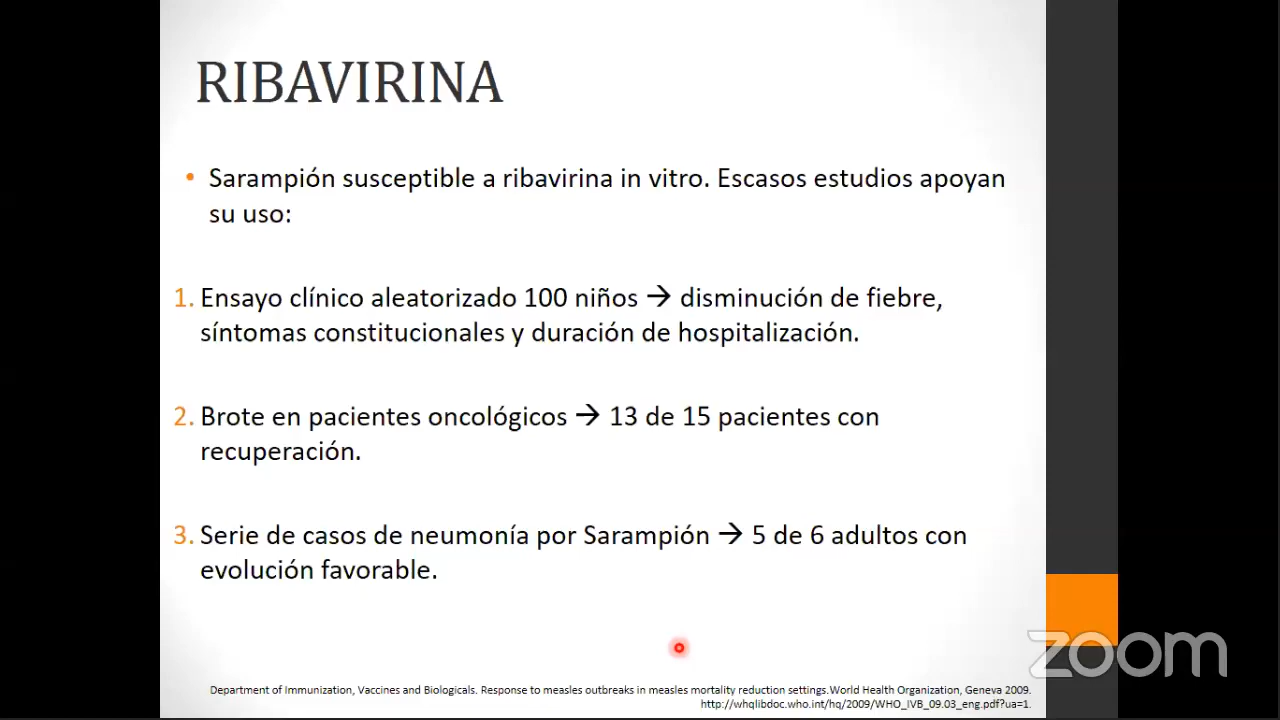 RIBAVIRINA
• Sarampión susceptible a ribavirina in vitro. Escasos estudios apoyan
su uso:
1. Ensayo clínico aleatorizado 100 niños → disminución de fiebre,
síntomas constitucionales y duración de hospitalización.
2. Brote en pacientes oncológicos → 13 de 15 pacientes con
recuperación.
3. Serie de casos de neumonía por Sarampión → 5 de 6 adultos con
evolución favorable.
zoom
Department of Immunization, Vaccines and Biologicals. Response to measles outbreaks in measles mortality reduction settings.World Health Organization, Geneva 2009.
http://whqlibdoc.who.int/hq/2009/WHO_IVB_09.03_eng.pdf?ua=1.